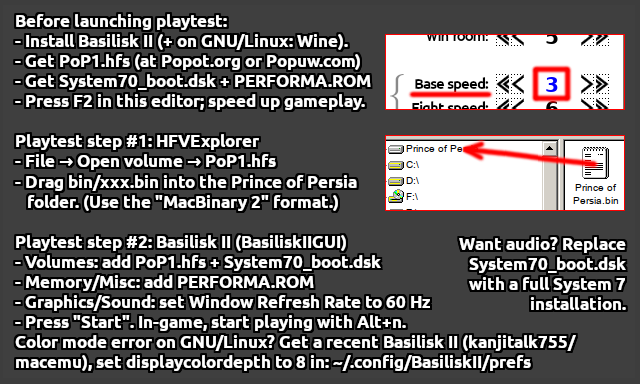 Before launching playtest:
- Install Basilisk II (+ on GNU/Linux: Wine).
- Get PoP1.hfs (at Popot.org or Popuw.com)
- Get System70_boot.dsk + PERFORMA.ROM
- Press F2 in this editor; speed up gameplay.
Win room: << 5 >>
Base speed: << 3 >>
Fight speed: 6
Playtest step #1: HFVExplorer
- File → Open volume → PoP1.hfs
- Drag bin/xxx.bin into the Prince of Persia
folder. (Use the "MacBinary 2" format.)
Prince of Per
C:\
D:\
F:\
Prince of
Persia.bin
Playtest step #2: Basilisk II (BasiliskIIGUI)
- Volumes: add PoP1.hfs + System70_boot.dsk
- Memory/Misc: add PERFORMA.ROM
- Graphics/Sound: set Window Refresh Rate to 60 Hz
- Press "Start". In-game, start playing with Alt+n.
Want audio? Replace
System70_boot.dsk
with a full System 7
installation.
Color mode error on GNU/Linux? Get a recent Basilisk II (kanjitalk755/
macemu), set displaycolordepth to 8 in: ~/.config/BasiliskII/prefs